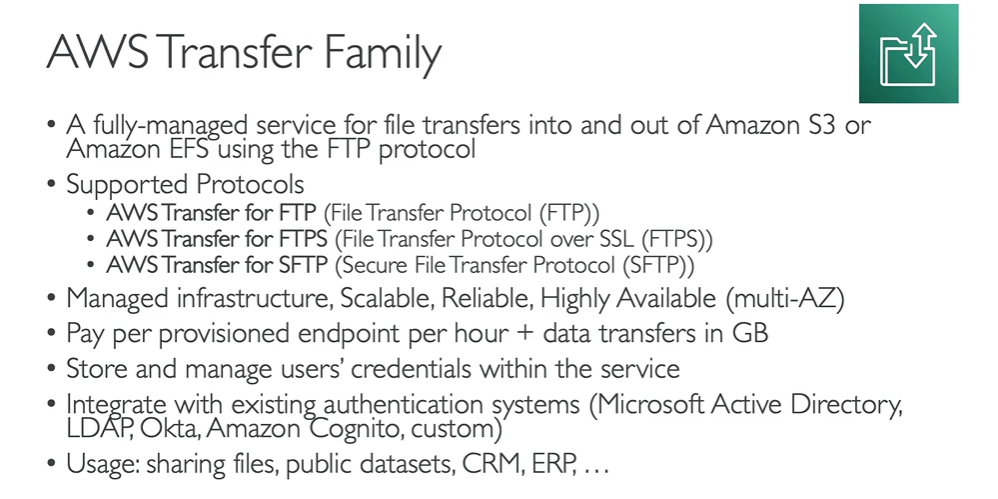 AWS Transfer Family
• A fully-managed service for file transfers into and out of Amazon S3 or
Amazon EFS using the FTP protocol
• Supported Protocols
• AWS Transfer for FTP (File Transfer Protocol (FTP))
• AWS Transfer for FTPS (File Transfer Protocol over SSL (FTPS))
• AWS Transfer for SFTP (Secure File Transfer Protocol (SFTP))
• Managed infrastructure, Scalable, Reliable, Highly Available (multi-AZ)
• Pay per provisioned endpoint per hour + data transfers in GB
• Store and manage users’ credentials within the service
• Integrate with existing authentication systems (Microsoft Active Directory,
LDAP, Okta, Amazon Cognito, custom)
• Usage: sharing files, public datasets, CRM, ERP, …